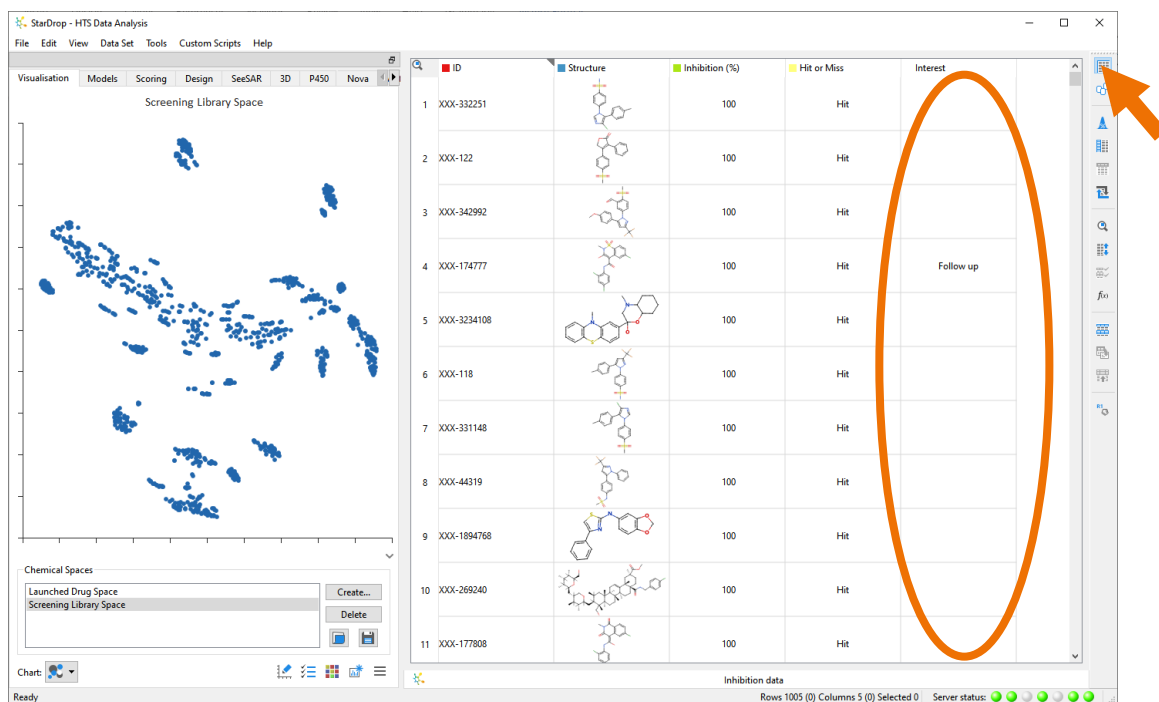 StarDrop - HTS Data Analysis
File Edit View Data Set Tools Custom Scripts Help
Visualisation Models Scoring Design SeeSAR 3D P450 Nova
Screening Library Space
ID Structure Inhibition (%) Hit or Miss Interest
1 XXX-332251 100 Hit
2 XXX-122 100 Hit
3 XXX-342992 100 Hit
4 XXX-174777 100 Hit Follow up
5 XXX-3234108 100 Hit
6 XXX-118 100 Hit
7 XXX-331148 100 Hit
8 XXX-44319 100 Hit
9 XXX-1894768 100 Hit
10 XXX-269240 100 Hit
11 XXX-177808 100 Hit
Chemical Spaces
Launched Drug Space
Screening Library Space
Create...
Delete
Chart:
Inhibition data
Ready
Rows 1005 (0) Columns 5 (0) Selected 0 Server status: